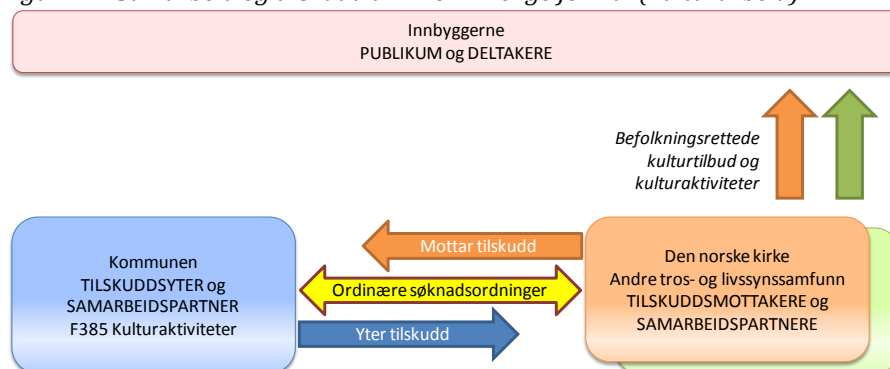 Innbyggerne
PUBLIKUM og DELTAKERE
Befolkningsrettede
kulturtilbud og
kulturaktiviteter
Kommunen
TILSKUDDSYTER og
SAMARBEIDSPARTNER
F385 Kulturaktiviteter
Mottar tilskudd
Ordinære søknadsordninger
Yter tilskudd
Den norske kirke
Andre tros- og livssynssamfunn
TILSKUDDSMOTTAKERE og
SAMARBEIDSPARTNERE